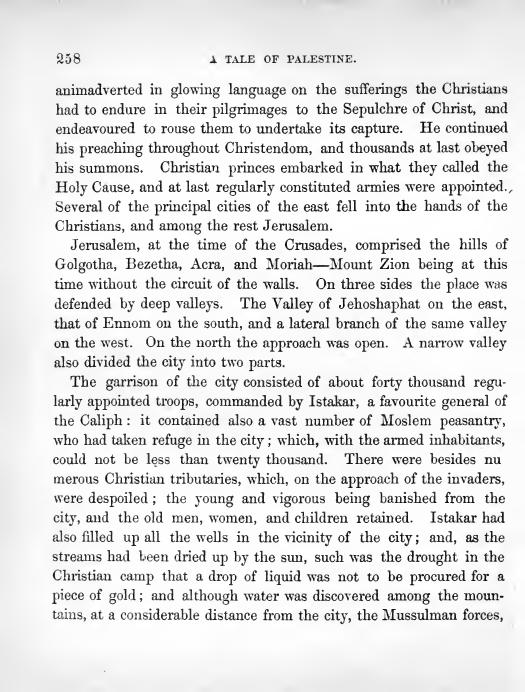 258 A TALE OF PALESTINE.
animadverted in glowing language on the sufferings the Christians
had to endure in their pilgrimages to the Sepulchre of Christ, and
endeavoured to rouse them to undertake its capture. He continued
his preaching throughout Christendom, and thousands at last obeyed
his summons. Christian princes embarked in what they called the
Holy Cause, and at last regularly constituted armies were appointed.,
Several of the principal cities of the east fell into the hands of the
Christians, and among the rest Jerusalem.
Jerusalem, at the time of the Crusades, comprised the hills of
Golgotha, Bezetha, Acra, and Moriah—Mount Zion being at this
time without the circuit of the walls. On three sides the place was
defended by deep valleys. The Valley of Jehoshaphat on the east,
that of Ennom on the south, and a lateral branch of the same valley
on the west. On the north the approach was open. A narrow valley
also divided the city into two parts.
The garrison of the city consisted of about forty thousand regu-
larly appointed troops, commanded by Istakar, a favourite general of
the Caliph: it contained also a vast number of Moslem peasantry,
who had taken refuge in the city; which, with the armed inhabitants,
could not be less than twenty thousand. There were besides nu
merous Christian tributaries, which, on the approach of the invaders,
were despoiled; the young and vigorous being banished from the
city, and the old men, women, and children retained. Istakar had
also filled up all the wells in the vicinity of the city; and, as the
streams had been dried up by the sun, such was the drought in the
Christian camp that a drop of liquid was not to be procured for a
piece of gold; and although water was discovered among the moun-
tains, at a considerable distance from the city, the Mussulman forces,